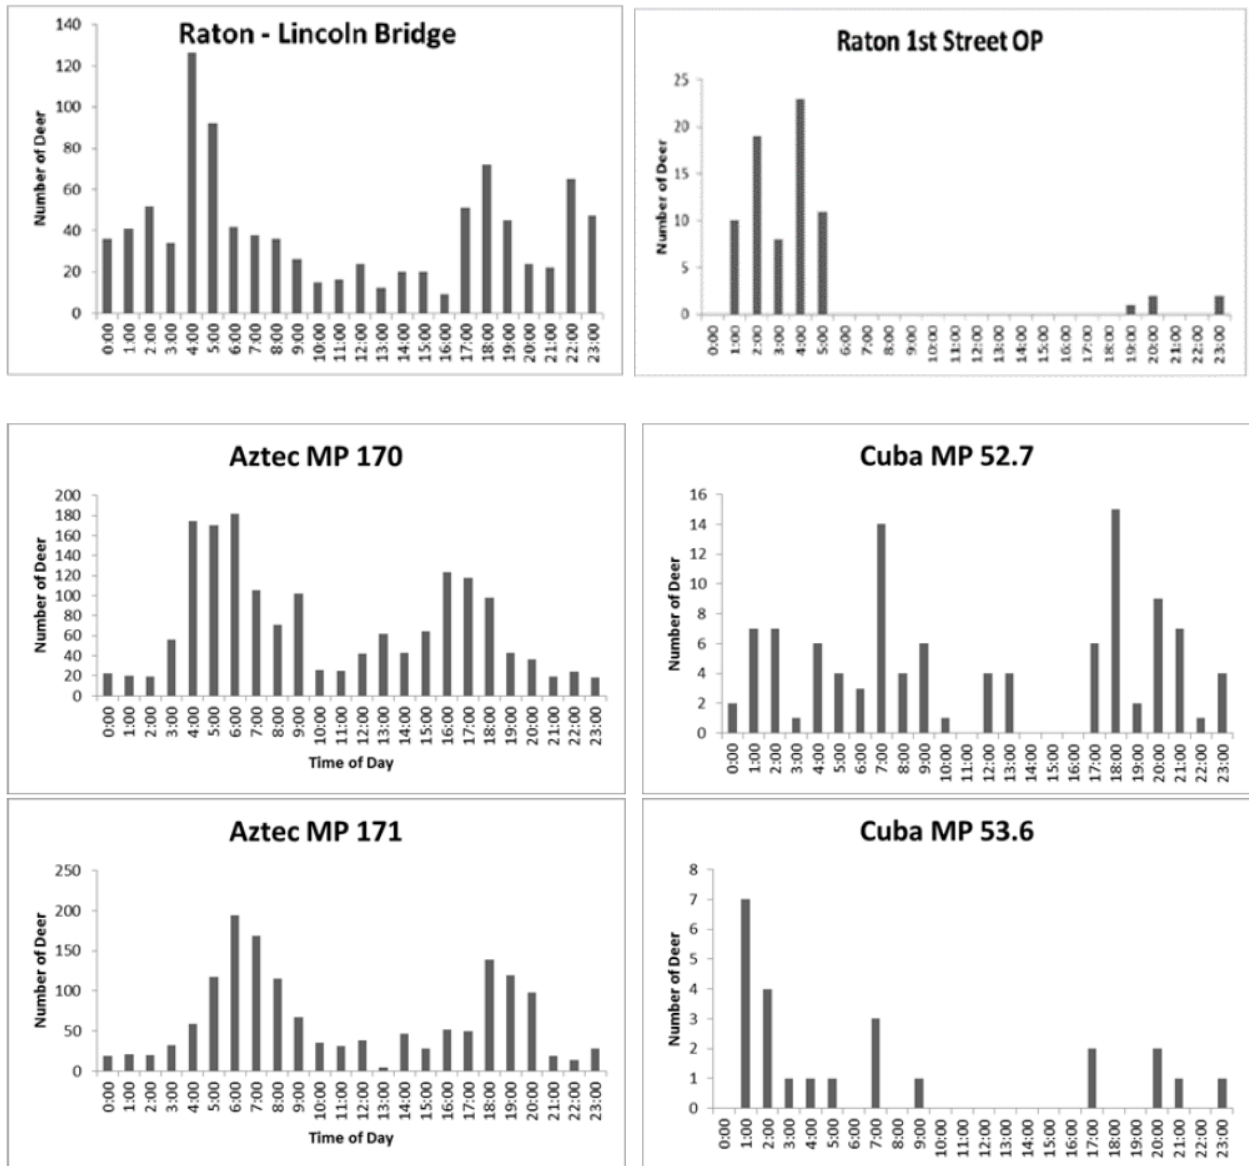 Raton - Lincoln Bridge
Number of Deer
140
120
100
80
60
40
20
0
0:00 1:00 2:00 3:00 4:00 5:00 6:00 7:00 8:00 9:00 10:00 11:00 12:00 13:00 14:00 15:00 16:00 17:00 18:00 19:00 20:00 21:00 22:00 23:00
Raton 1st Street OP
Number of Deer
25
20
15
10
5
0
0:00 1:00 2:00 3:00 4:00 5:00 6:00 7:00 8:00 9:00 10:00 11:00 12:00 13:00 14:00 15:00 16:00 17:00 18:00 19:00 20:00 21:00 22:00 23:00
Aztec MP 170
Number of Deer
200
180
160
140
120
100
80
60
40
20
0
0:00 1:00 2:00 3:00 4:00 5:00 6:00 7:00 8:00 9:00 10:00 11:00 12:00 13:00 14:00 15:00 16:00 17:00 18:00 19:00 20:00 21:00 22:00 23:00
Time of Day
Cuba MP 52.7
Number of Deer
16
14
12
10
8
6
4
2
0
0:00 1:00 2:00 3:00 4:00 5:00 6:00 7:00 8:00 9:00 10:00 11:00 12:00 13:00 14:00 15:00 16:00 17:00 18:00 19:00 20:00 21:00 22:00 23:00
Aztec MP 171
Number of Deer
250
200
150
100
50
0
0:00 1:00 2:00 3:00 4:00 5:00 6:00 7:00 8:00 9:00 10:00 11:00 12:00 13:00 14:00 15:00 16:00 17:00 18:00 19:00 20:00 21:00 22:00 23:00
Time of Day
Cuba MP 53.6
Number of Deer
8
7
6
5
4
3
2
1
0
0:00 1:00 2:00 3:00 4:00 5:00 6:00 7:00 8:00 9:00 10:00 11:00 12:00 13:00 14:00 15:00 16:00 17:00 18:00 19:00 20:00 21:00 22:00 23:00